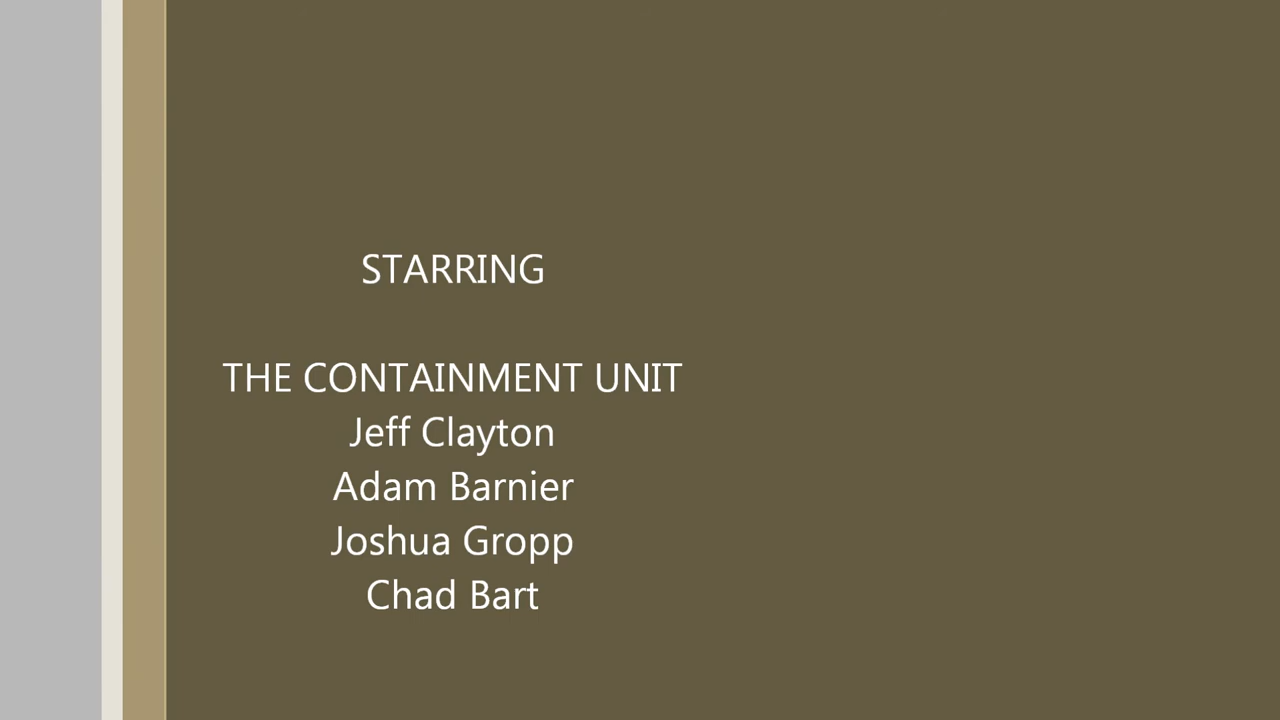 STARRING
THE CONTAINMENT UNIT
Jeff Clayton
Adam Barnier
Joshua Gropp
Chad Bart